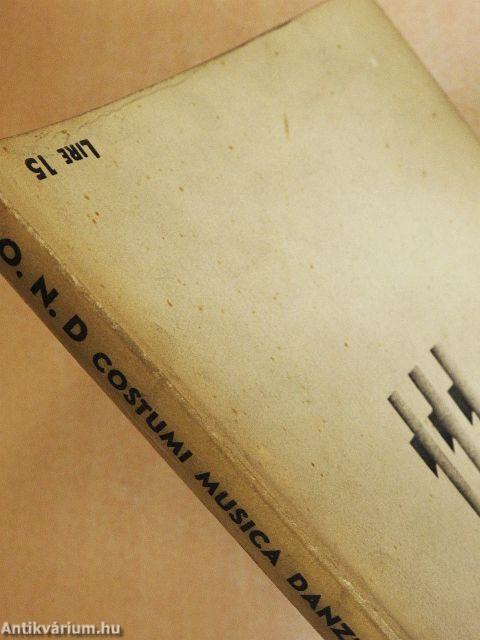 LIRE 15
O. N. D COSTUMI MUSICA DANZ
Antikvárium.hu